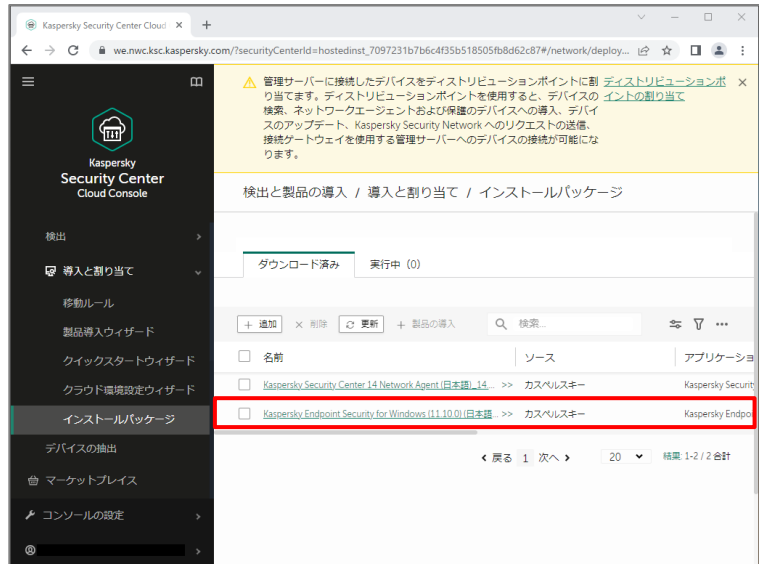 Kaspersky Security Center Cloud
we.nwc.ksc.kaspersky.com/?securityCenterId=hostedinst_7097231b7b6c4f35b518505fb8d62c87#/network/deploy...
管理サーバーに接続したデバイスをディストリビューションポイントに割
り当てます。ディストリビューションポイントを使用すると、デバイスの
検索、ネットワークエージェントおよび保護のデバイスへの導入、デバイ
スのアップデート、Kaspersky Security Network へのリクエストの送信、
接続ゲートウェイを使用する管理サーバーへのデバイスの接続が可能にな
ります。
ディストリビューションポ
イントの割り当て
Kaspersky
Security Center
Cloud Console
検出
導入と割り当て
移動ルール
製品導入ウィザード
クイックスタートウィザード
クラウド環境設定ウィザード
インストールパッケージ
デバイスの抽出
マーケットプレイス
コンソールの設定
検出と製品の導入 / 導入と割り当て / インストールパッケージ
ダウンロード済み 実行中 (0)
+ 追加 × 削除 更新 + 製品の導入 検索...
名前 ソース アプリケーショ
Kaspersky Security Center 14 Network Agent (日本語)_14.... >> カスペルスキー Kaspersky Securit
Kaspersky Endpoint Security for Windows (11.10.0) (日本語... >> カスペルスキー Kaspersky Endpo
戻る 1 次へ 20 結果: 1-2 / 2 合計